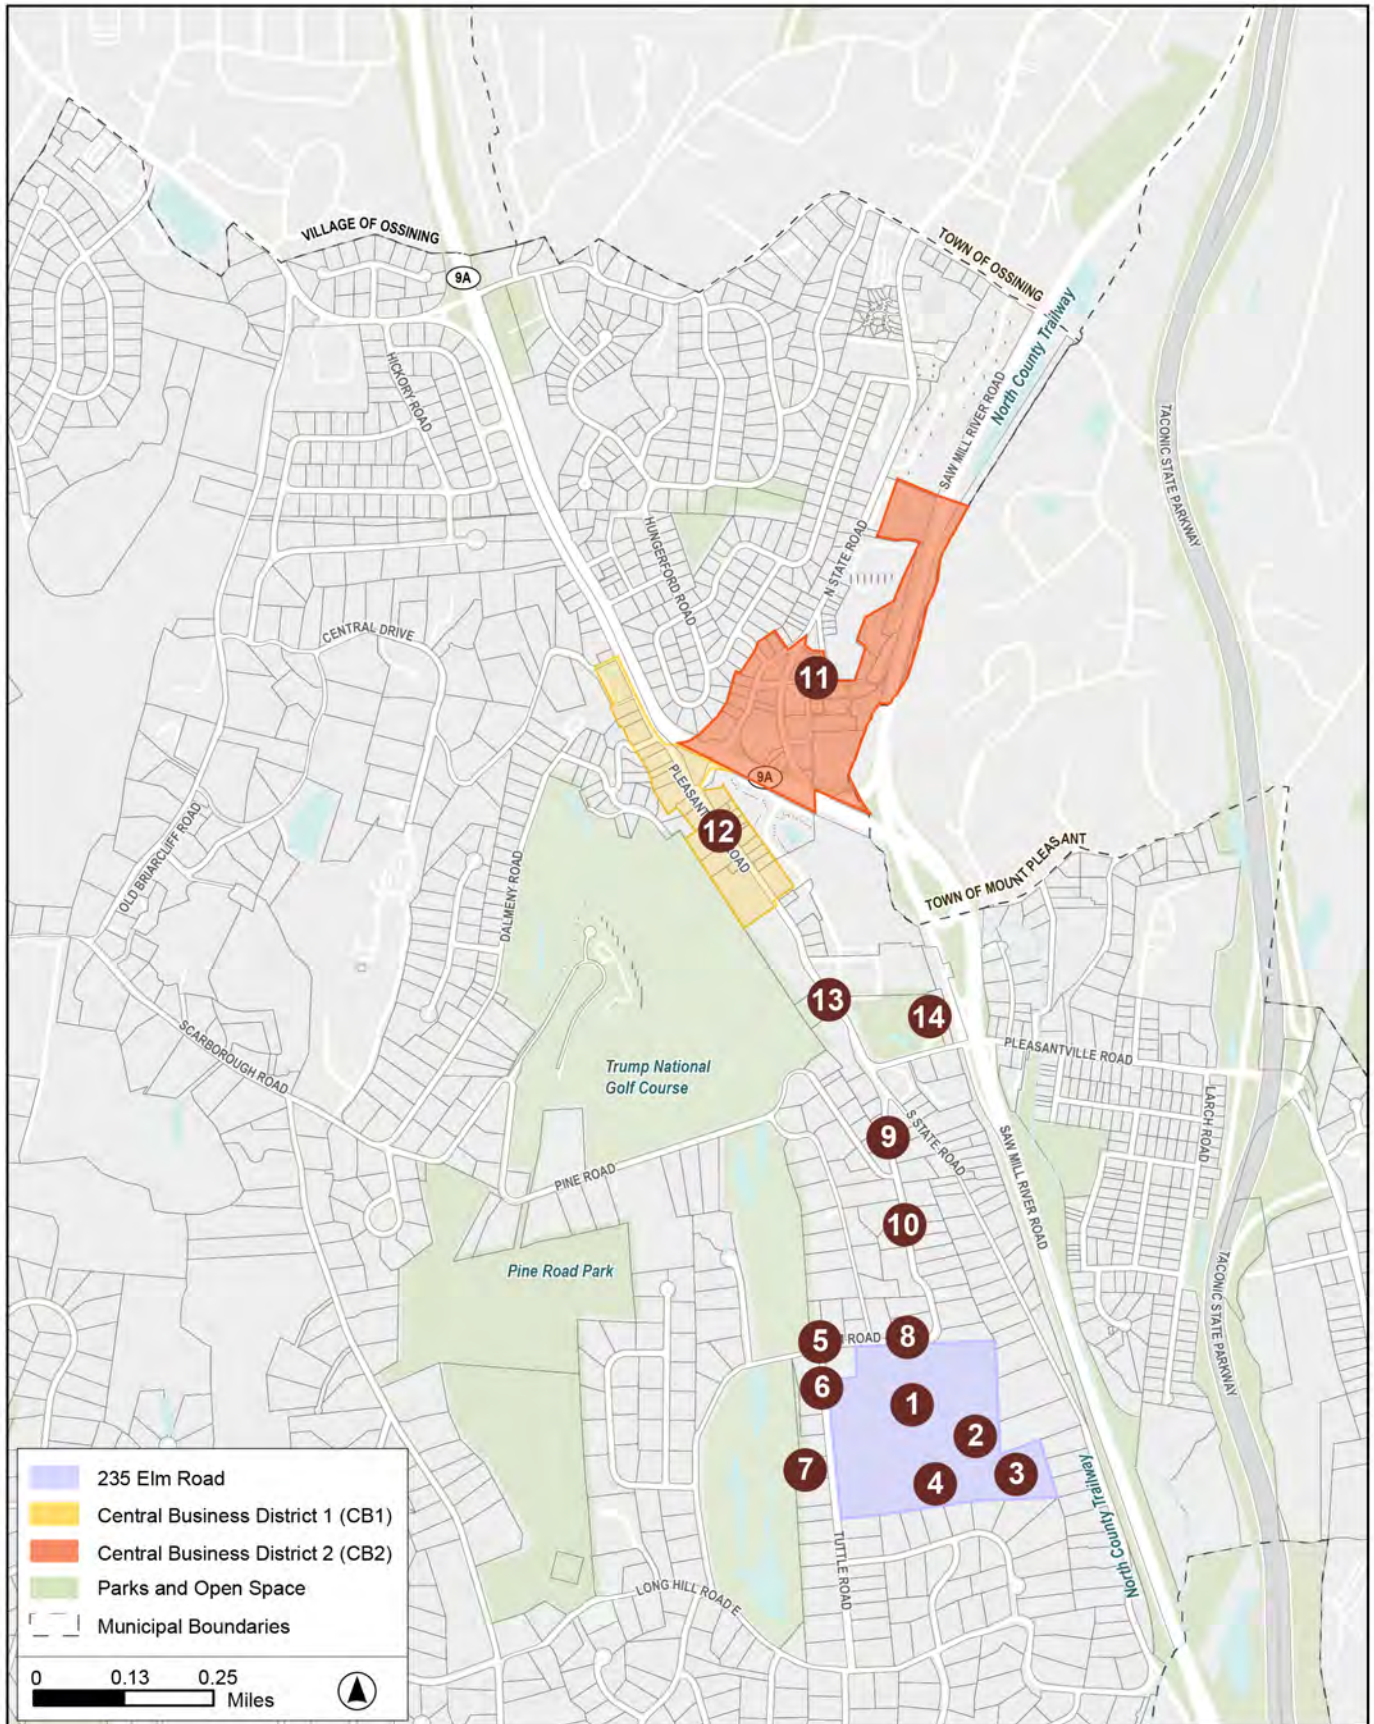 VILLAGE OF OSSINING
TOWN OF OSSINING
9A
North County Trailway
HICKORY ROAD
SAW MILL RIVER ROAD
TACONIC STATE PARKWAY
HUNGERFORD ROAD
N STATE ROAD
CENTRAL DRIVE
11
9A
PLEASANT
ROAD
12
OLD BRIARCLIFF ROAD
DALMENY ROAD
TOWN OF MOUNT PLEASANT
13
14
SCARBOROUGH ROAD
PLEASANTVILLE ROAD
Trump National
Golf Course
LARCH ROAD
S STATE ROAD
9
SAW MILL RIVER ROAD
PINE ROAD
10
Pine Road Park
TACONIC STATE PARKWAY
5
ROAD
8
6
1
2
7
4
3
North County Trailway
TUTTLE ROAD
LONG HILL ROAD E
235 Elm Road
Central Business District 1 (CB1)
Central Business District 2 (CB2)
Parks and Open Space
Municipal Boundaries
0 0.13 0.25
Miles